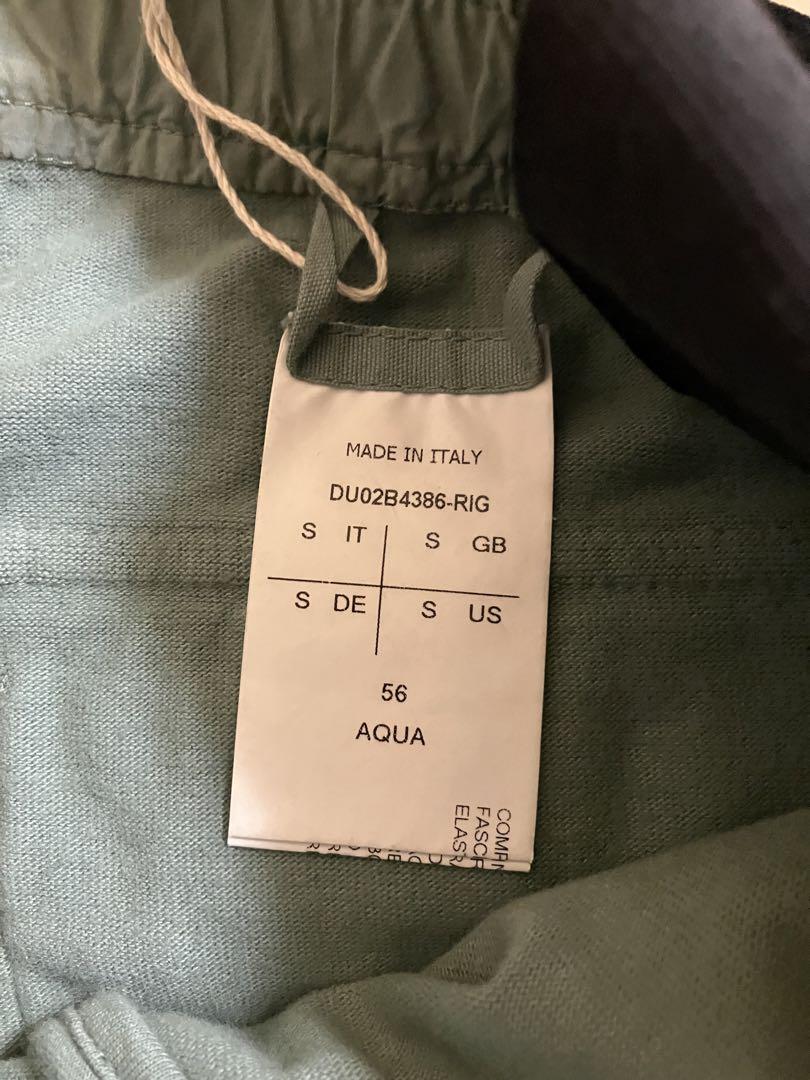 MADE IN ITALY
DU02B4386-RIG
S IT S GB
S DE S US
56
AQUA